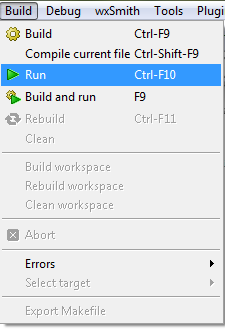 Build Debug wxSmith Tools Plugi
Build Ctrl-F9
Compile current file Ctrl-Shift-F9
Run Ctrl-F10
Build and run F9
Rebuild Ctrl-F11
Clean
Build workspace
Rebuild workspace
Clean workspace
Abort
Errors
Select target
Export Makefile